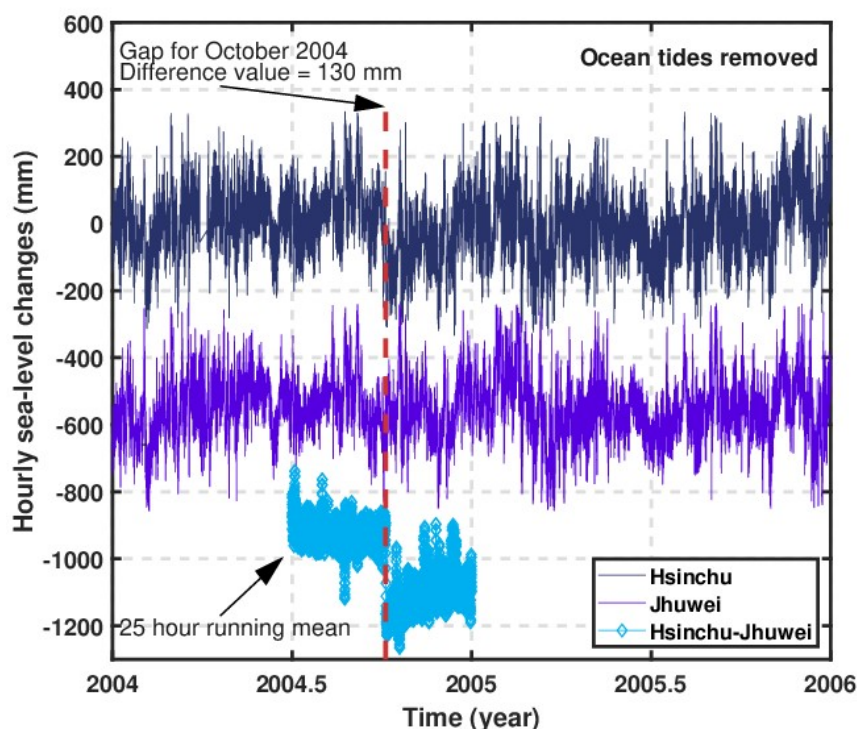 600
400
200
0
-200
-400
-600
-800
-1000
-1200
Hourly sea-level changes (mm)
Gap for October 2004
Difference value = 130 mm
Ocean tides removed
25 hour running mean
Hsinchu
Jhuwei
Hsinchu-Jhuwei
2004
2004.5
2005
2005.5
2006
Time (year)